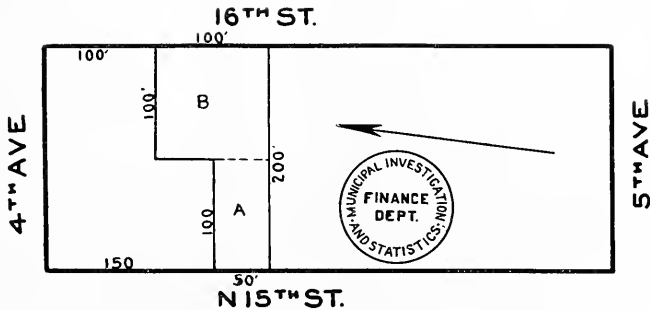 16TH ST.
100'
100'
100'
B
4TH AVE
200'
5TH AVE
MUNICIPAL INVESTIGATION
FINANCE
DEPT.
AND STATISTICS
A
100
150
50'
N 15TH ST.